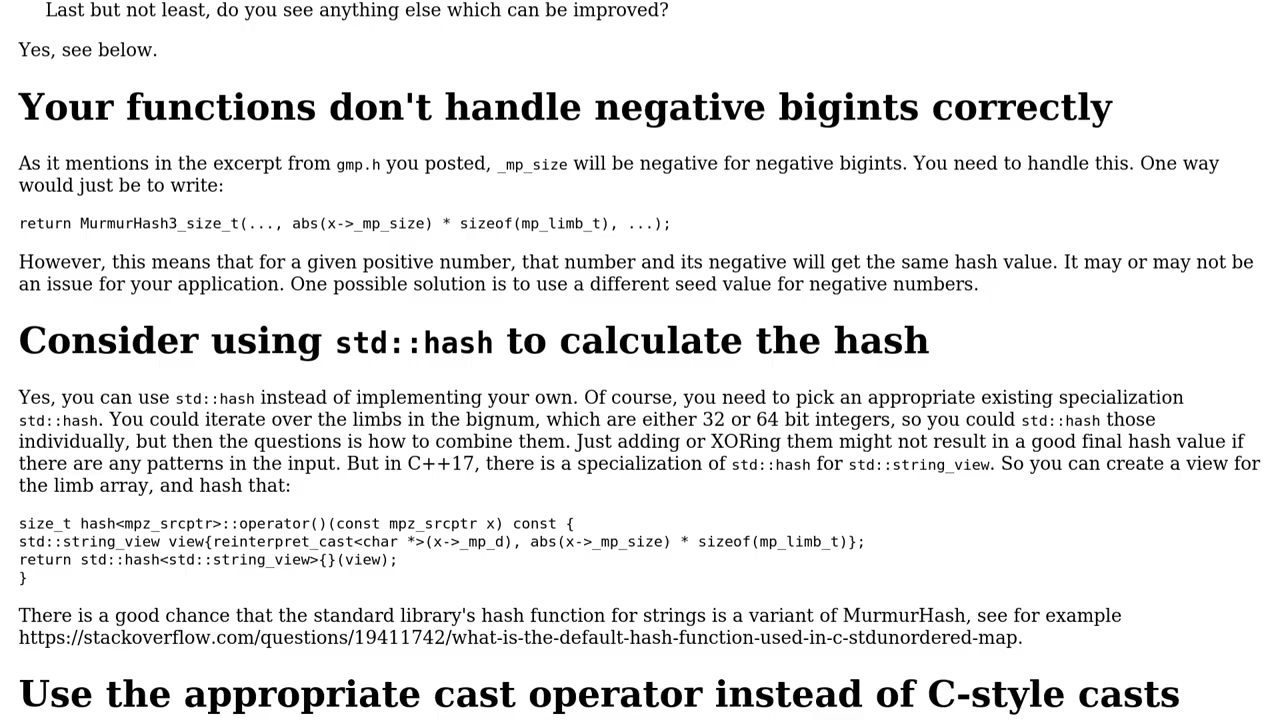 Last but not least, do you see anything else which can be improved?
Yes, see below.
Your functions don't handle negative bigints correctly
As it mentions in the excerpt from gmp.h you posted, _mp_size will be negative for negative bigints. You need to handle this. One way
would just be to write:
return MurmurHash3_size_t(..., abs(x->_mp_size) * sizeof(mp_limb_t), ...);
However, this means that for a given positive number, that number and its negative will get the same hash value. It may or may not be
an issue for your application. One possible solution is to use a different seed value for negative numbers.
Consider using std::hash to calculate the hash
Yes, you can use std::hash instead of implementing your own. Of course, you need to pick an appropriate existing specialization
std::hash. You could iterate over the limbs in the bignum, which are either 32 or 64 bit integers, so you could std::hash those
individually, but then the questions is how to combine them. Just adding or XORing them might not result in a good final hash value if
there are any patterns in the input. But in C++17, there is a specialization of std::hash for std::string_view. So you can create a view for
the limb array, and hash that:
size_t hash<mpz_srcptr>::operator()(const mpz_srcptr x) const {
std::string_view view{reinterpret_cast<char *>(x->_mp_d), abs(x->_mp_size) * sizeof(mp_limb_t)};
return std::hash<std::string_view>{}(view);
}
There is a good chance that the standard library's hash function for strings is a variant of MurmurHash, see for example
https://stackoverflow.com/questions/19411742/what-is-the-default-hash-function-used-in-c-stdunordered-map.
Use the appropriate cast operator instead of C-style casts